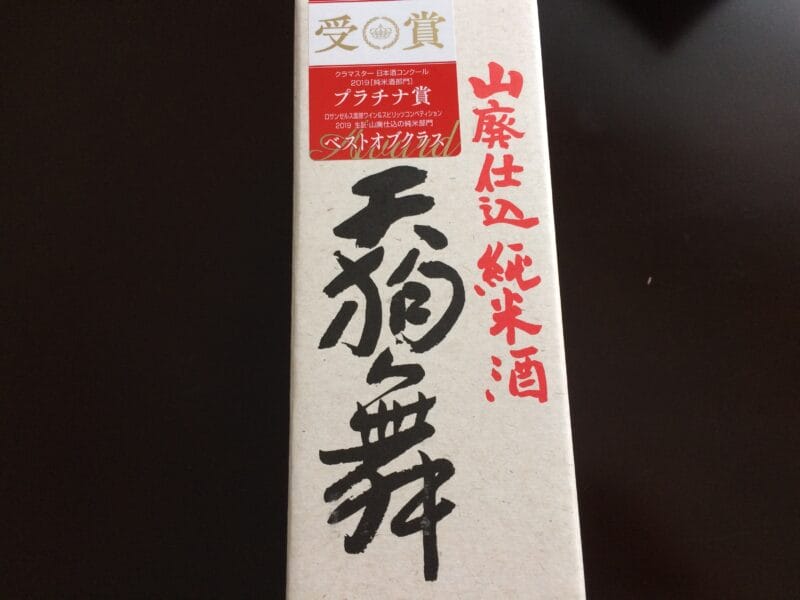 受賞
クラマスター 日本酒コンクール
2019[純米酒部門]
プラチナ賞
ロサンゼルス国際ワイン&スピリッツコンペティション
2019 生酛・山廃仕込の純米部門
ベストオブクラス
Award
山廃仕込 純米酒
天狗舞